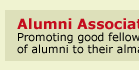 Alumni
Promoting good
of alumni to their